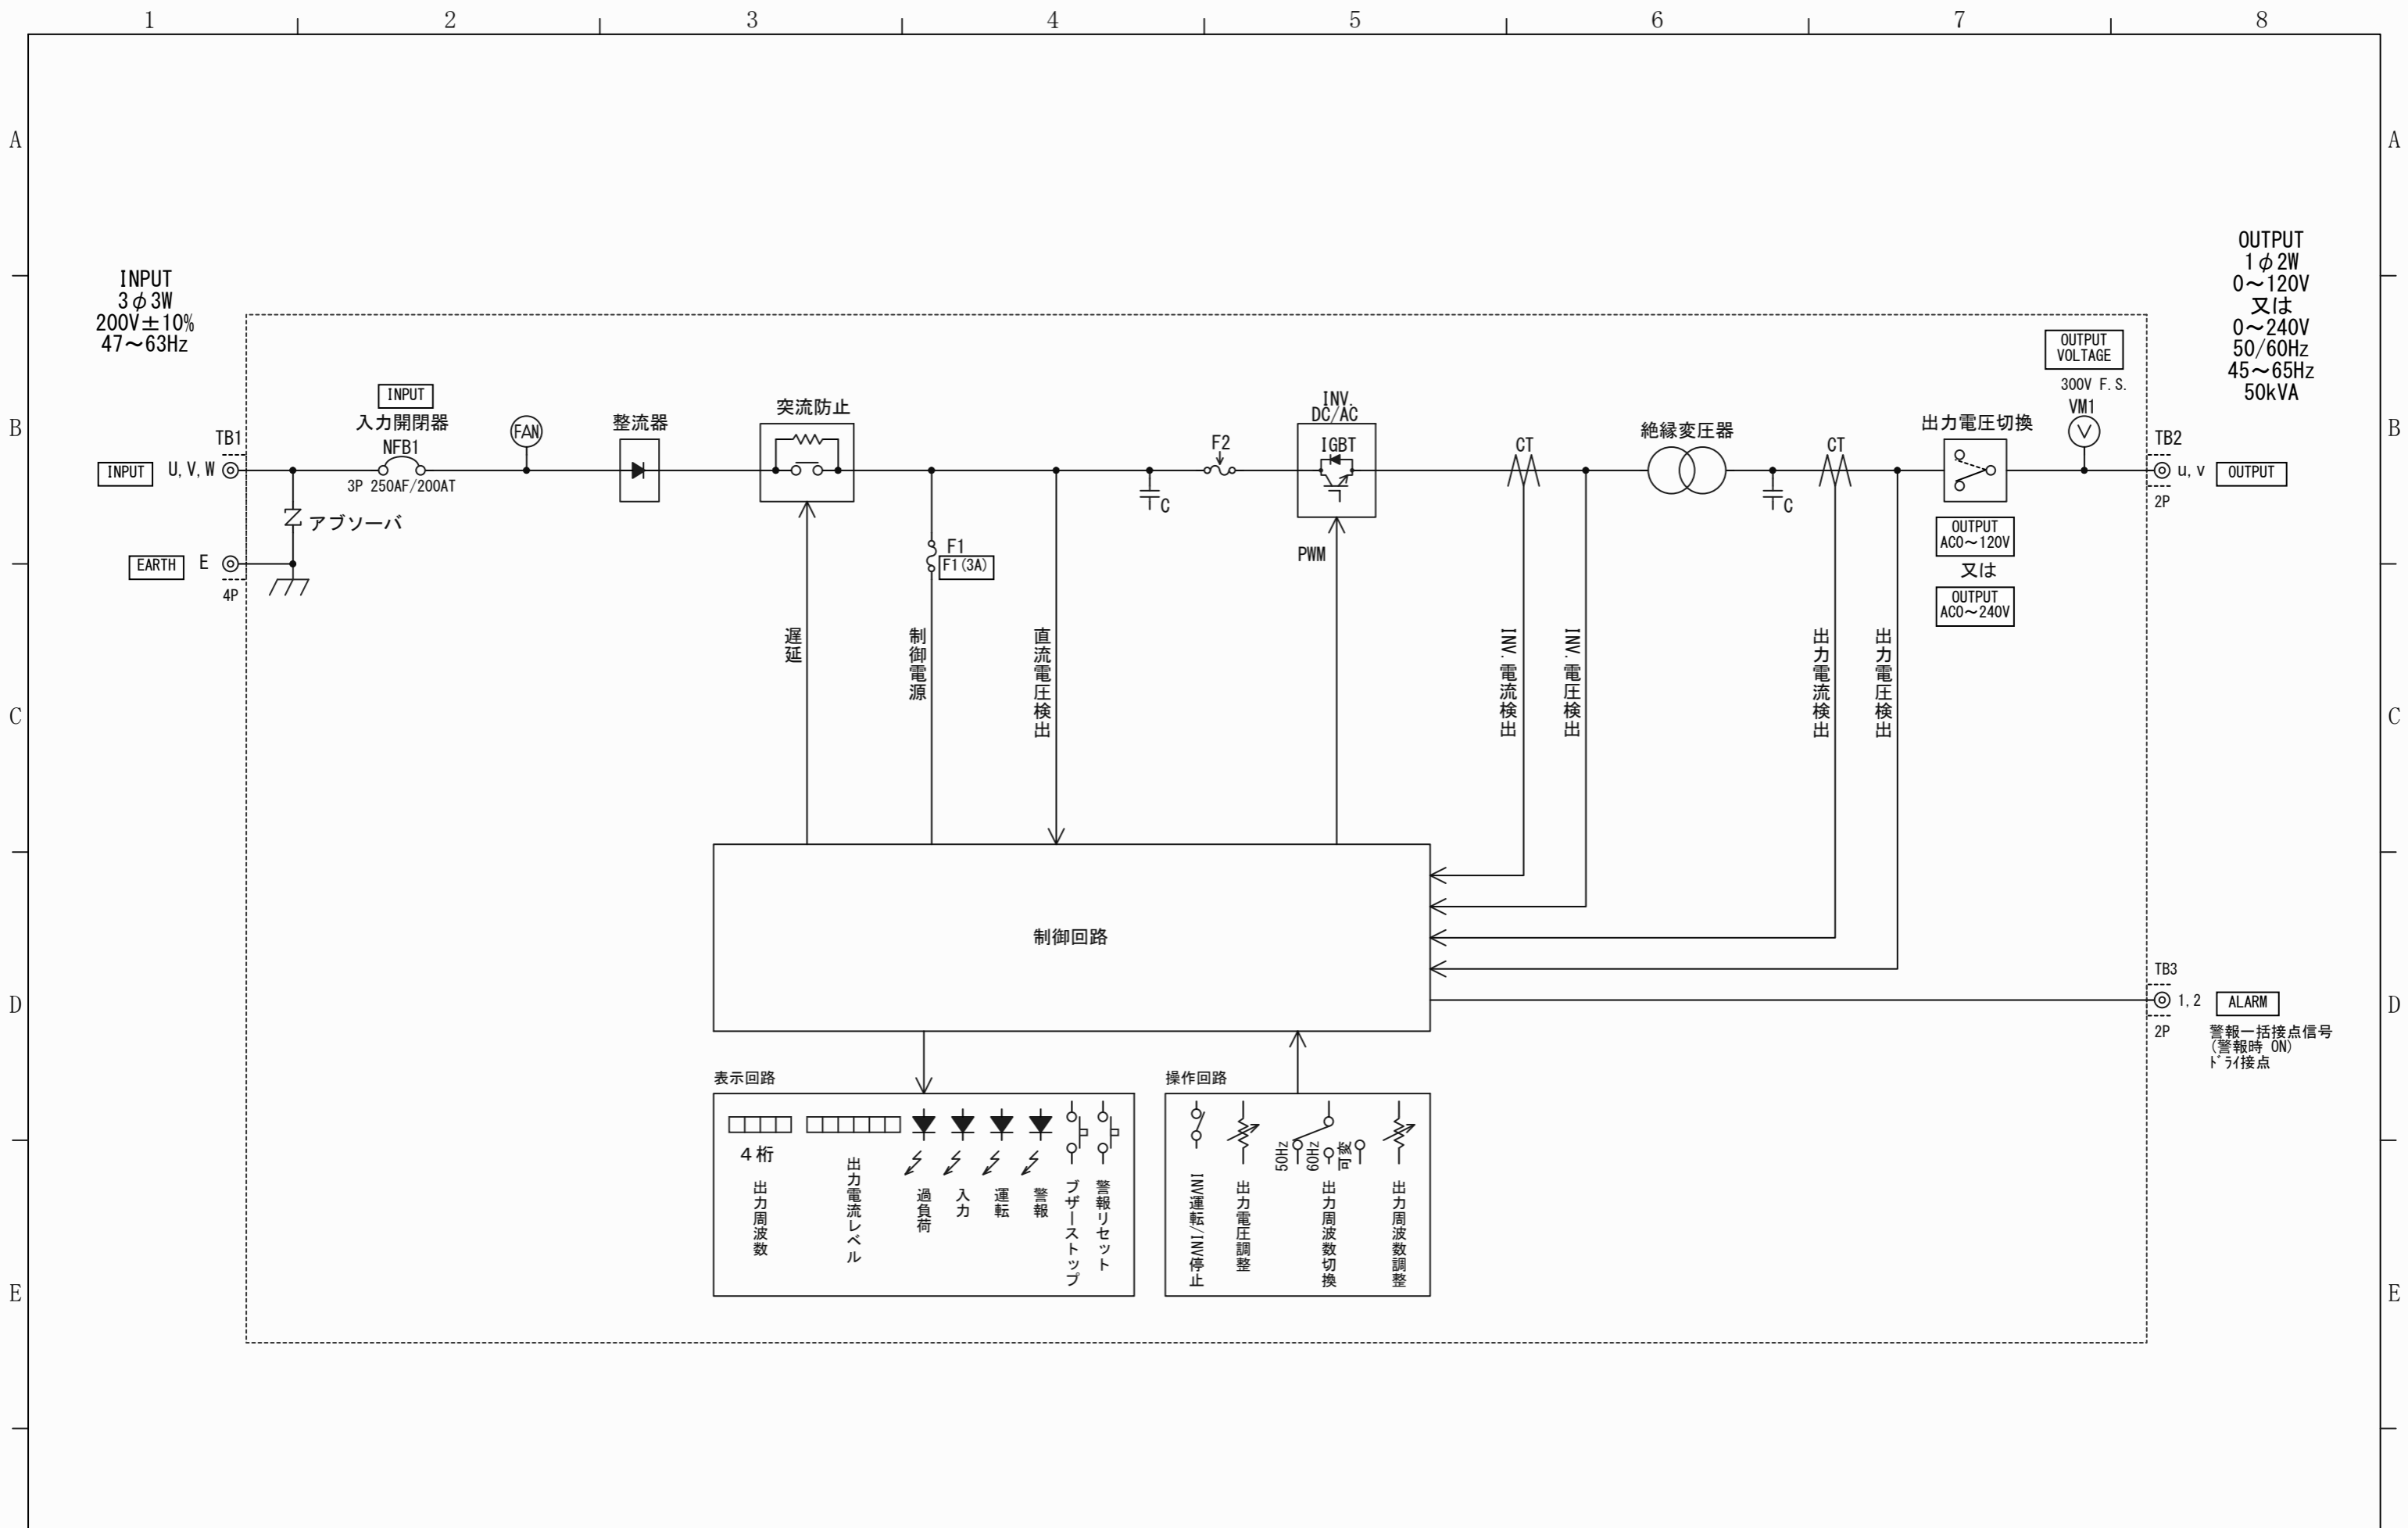 1 2 3 4 5 6 7 8
A A
INPUT
3φ3W
200V±10%
47～63Hz
OUTPUT
1φ2W
0～120V
又は
0～240V
50/60Hz
45～65Hz
50kVA
B B
INPUT
入力開閉器
NFB1
3P 250AF/200AT
FAN
整流器
突流防止
F2
INV.
DC/AC
IGBT
CT
絶縁変圧器
CT
出力電圧切換
OUTPUT
VOLTAGE
300V F.S.
VM1
V
TB1
INPUT U,V,W
TB2
u,v OUTPUT
2P
C
C
アブソーバ
EARTH E
4P
F1
F1(3A)
PWM
OUTPUT
AC0～120V
又は
OUTPUT
AC0～240V
遅延
制御電源
直流電圧検出
INV.電流検出
INV.電圧検出
出力電流検出
出力電圧検出
C C
制御回路
D D
TB3
1,2 ALARM
2P
警報一括接点信号
(警報時 ON)
ﾄﾞﾗｲ接点
表示回路
4桁
出力周波数
出力電流レベル
過負荷
入力
運転
警報
ブザーストップ
警報リセット
操作回路
INV運転/INV停止
出力電圧調整
50Hz
60Hz
可変
出力周波数切換
出力周波数調整
E E